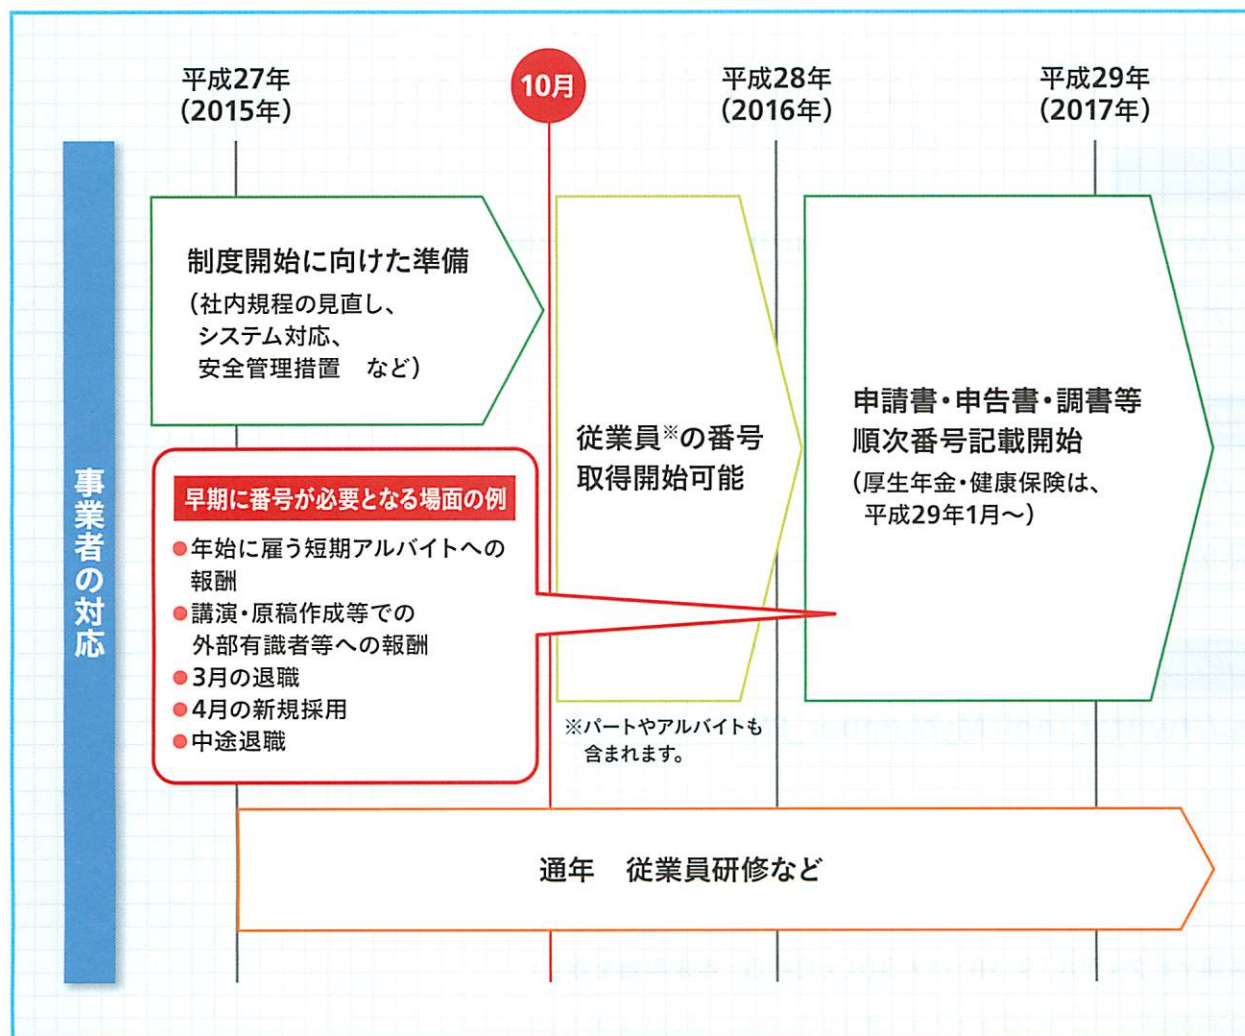 平成27年
(2015年)
10月
平成28年
(2016年)
平成29年
(2017年)
事業者の対応
制度開始に向けた準備
(社内規程の見直し、
システム対応、
安全管理措置　など)
早期に番号が必要となる場面の例
●年始に雇う短期アルバイトへの
報酬
●講演・原稿作成等での
外部有識者等への報酬
●3月の退職
●4月の新規採用
●中途退職
従業員※の番号
取得開始可能
※パートやアルバイトも
含まれます。
申請書・申告書・調書等
順次番号記載開始
(厚生年金・健康保険は、
平成29年1月～)
通年　従業員研修など